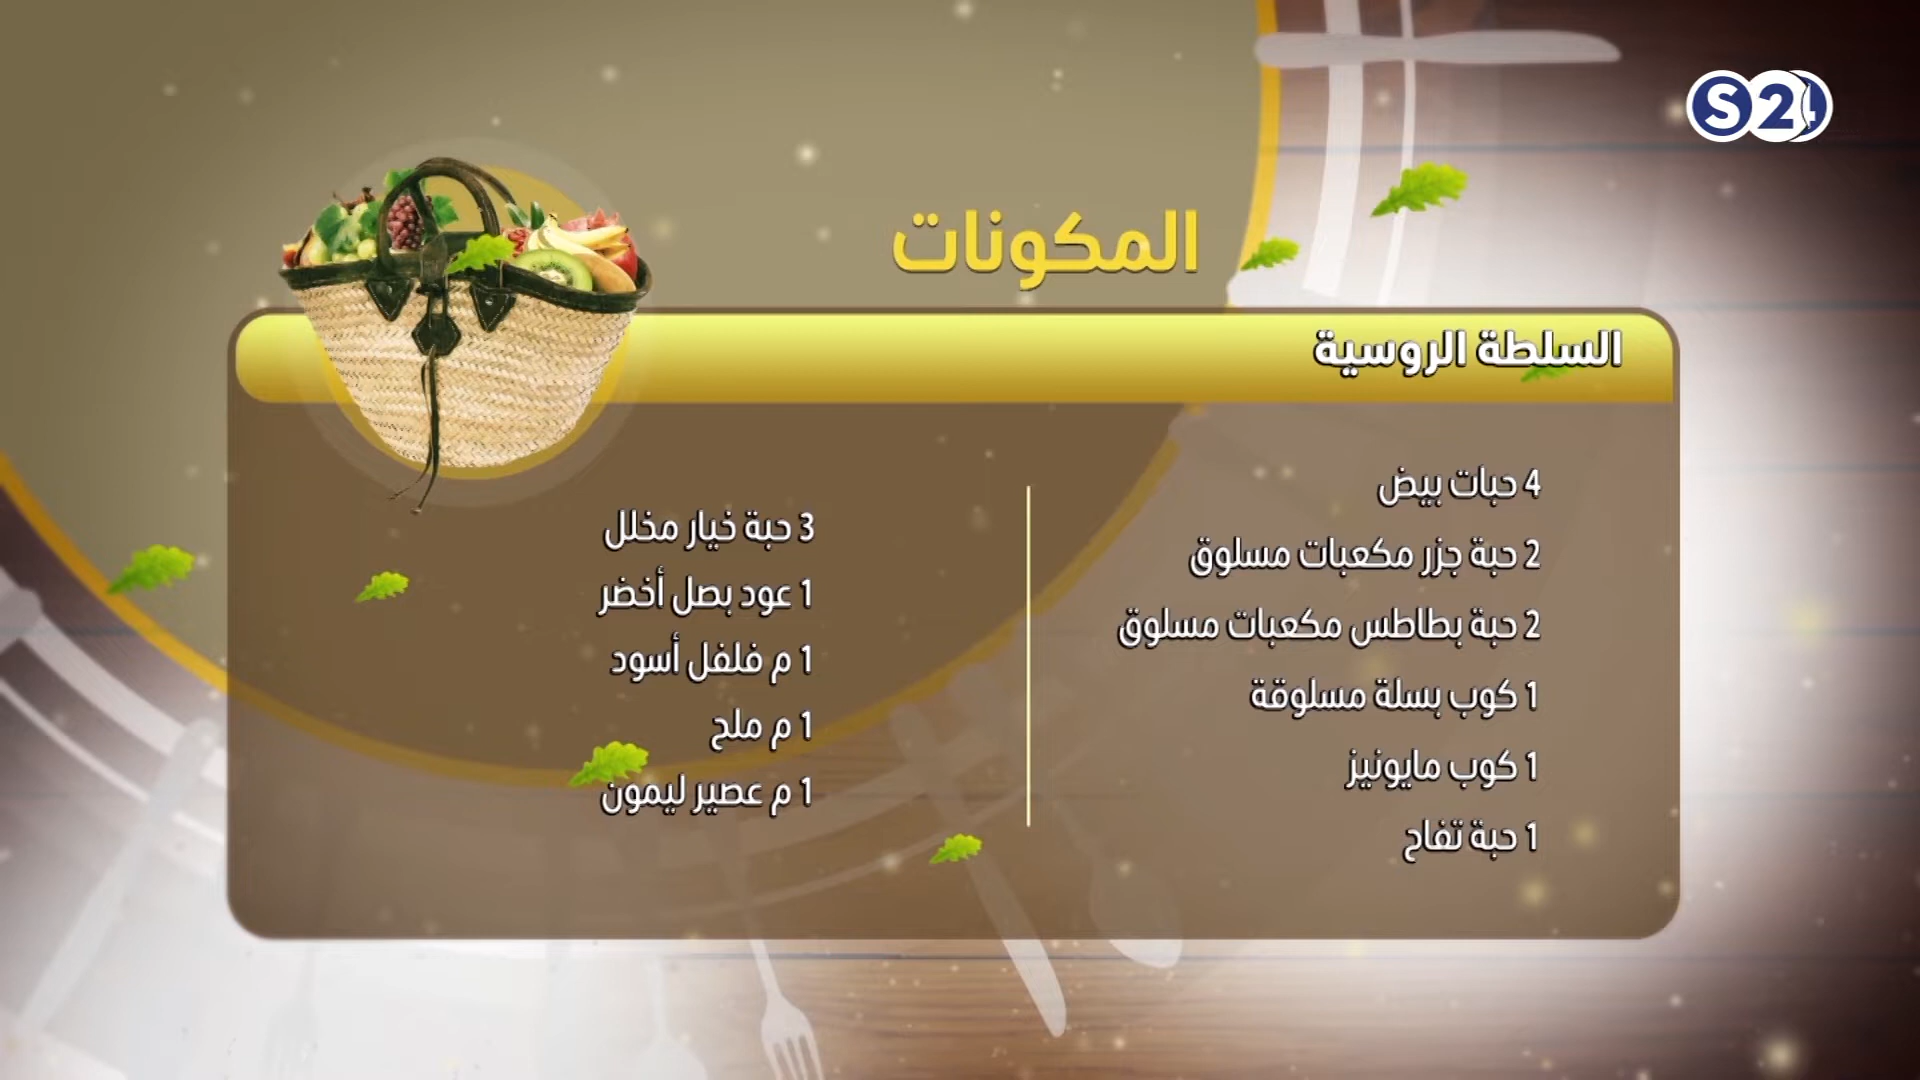 S24
المكونات
السلطة الروسية
4 حبات بيض
2 حبة جزر مكعبات مسلوق
2 حبة بطاطس مكعبات مسلوق
1 كوب بسلة مسلوقة
1 كوب مايونيز
1 حبة تفاح
3 حبة خيار مخلل
1 عود بصل أخضر
1 م فلفل أسود
1 م ملح
1 م عصير ليمون